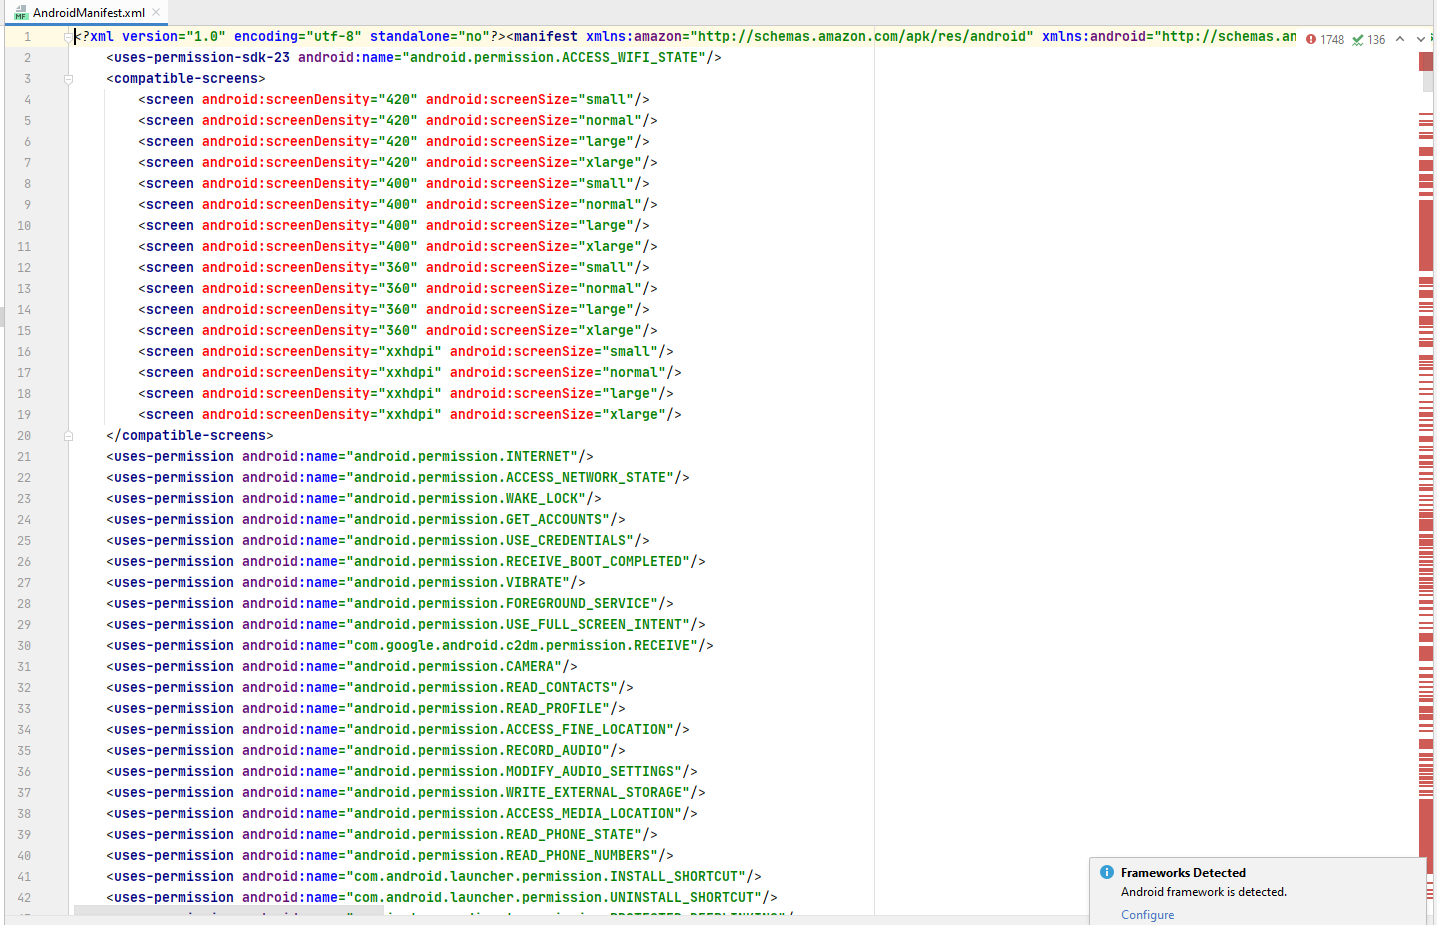 AndroidManifest.xml
1748 136
1 <?xml version="1.0" encoding="utf-8" standalone="no"?><manifest xmlns:amazon="http://schemas.amazon.com/apk/res/android" xmlns:android="http://schemas.an
2 <uses-permission-sdk-23 android:name="android.permission.ACCESS_WIFI_STATE"/>
3 <compatible-screens>
4 <screen android:screenDensity="420" android:screenSize="small"/>
5 <screen android:screenDensity="420" android:screenSize="normal"/>
6 <screen android:screenDensity="420" android:screenSize="large"/>
7 <screen android:screenDensity="420" android:screenSize="xlarge"/>
8 <screen android:screenDensity="400" android:screenSize="small"/>
9 <screen android:screenDensity="400" android:screenSize="normal"/>
10 <screen android:screenDensity="400" android:screenSize="large"/>
11 <screen android:screenDensity="400" android:screenSize="xlarge"/>
12 <screen android:screenDensity="360" android:screenSize="small"/>
13 <screen android:screenDensity="360" android:screenSize="normal"/>
14 <screen android:screenDensity="360" android:screenSize="large"/>
15 <screen android:screenDensity="360" android:screenSize="xlarge"/>
16 <screen android:screenDensity="xxhdpi" android:screenSize="small"/>
17 <screen android:screenDensity="xxhdpi" android:screenSize="normal"/>
18 <screen android:screenDensity="xxhdpi" android:screenSize="large"/>
19 <screen android:screenDensity="xxhdpi" android:screenSize="xlarge"/>
20 </compatible-screens>
21 <uses-permission android:name="android.permission.INTERNET"/>
22 <uses-permission android:name="android.permission.ACCESS_NETWORK_STATE"/>
23 <uses-permission android:name="android.permission.WAKE_LOCK"/>
24 <uses-permission android:name="android.permission.GET_ACCOUNTS"/>
25 <uses-permission android:name="android.permission.USE_CREDENTIALS"/>
26 <uses-permission android:name="android.permission.RECEIVE_BOOT_COMPLETED"/>
27 <uses-permission android:name="android.permission.VIBRATE"/>
28 <uses-permission android:name="android.permission.FOREGROUND_SERVICE"/>
29 <uses-permission android:name="android.permission.USE_FULL_SCREEN_INTENT"/>
30 <uses-permission android:name="com.google.android.c2dm.permission.RECEIVE"/>
31 <uses-permission android:name="android.permission.CAMERA"/>
32 <uses-permission android:name="android.permission.READ_CONTACTS"/>
33 <uses-permission android:name="android.permission.READ_PROFILE"/>
34 <uses-permission android:name="android.permission.ACCESS_FINE_LOCATION"/>
35 <uses-permission android:name="android.permission.RECORD_AUDIO"/>
36 <uses-permission android:name="android.permission.MODIFY_AUDIO_SETTINGS"/>
37 <uses-permission android:name="android.permission.WRITE_EXTERNAL_STORAGE"/>
38 <uses-permission android:name="android.permission.ACCESS_MEDIA_LOCATION"/>
39 <uses-permission android:name="android.permission.READ_PHONE_STATE"/>
40 <uses-permission android:name="android.permission.READ_PHONE_NUMBERS"/>
41 <uses-permission android:name="com.android.launcher.permission.INSTALL_SHORTCUT"/>
42 <uses-permission android:name="com.android.launcher.permission.UNINSTALL_SHORTCUT"/>
Frameworks Detected
Android framework is detected.
Configure